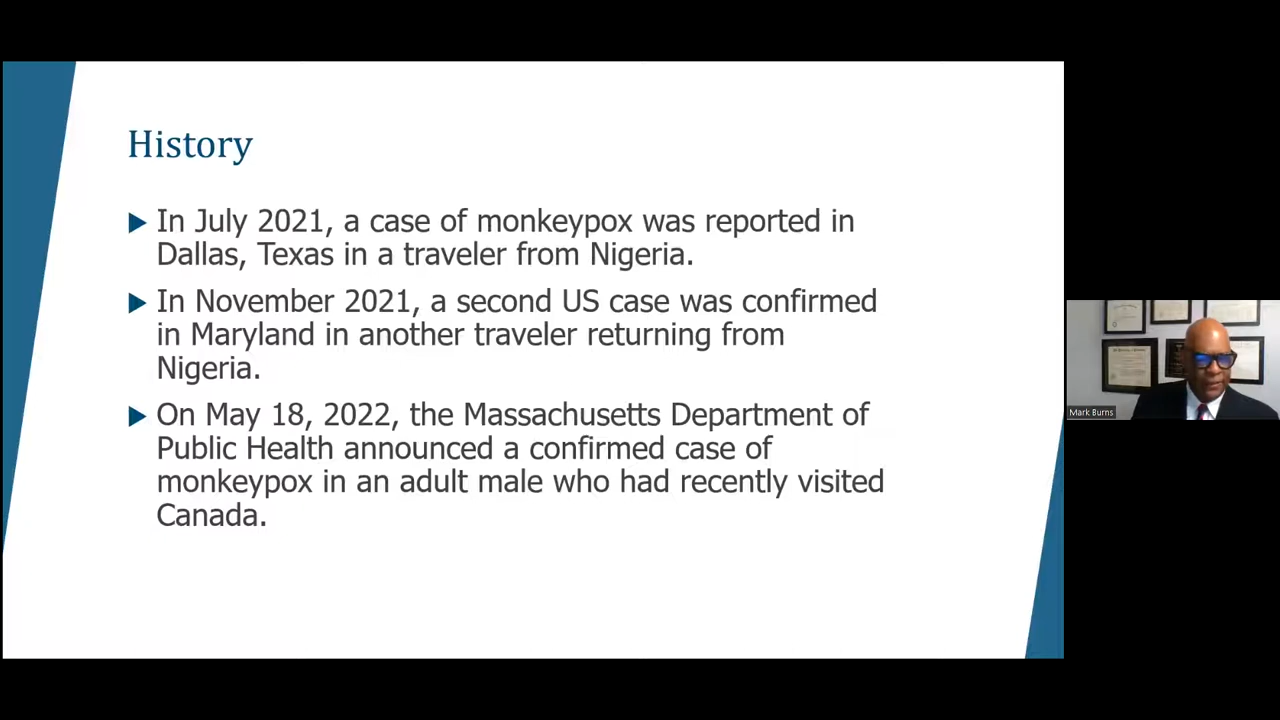 History
In July 2021, a case of monkeypox was reported in
Dallas, Texas in a traveler from Nigeria.
In November 2021, a second US case was confirmed
in Maryland in another traveler returning from
Nigeria.
On May 18, 2022, the Massachusetts Department of
Public Health announced a confirmed case of
monkeypox in an adult male who had recently visited
Canada.
Mark Burns